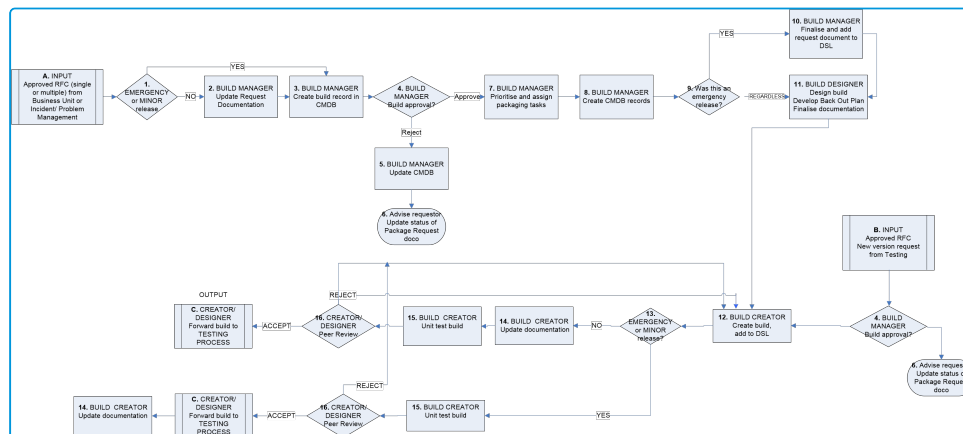 A. INPUT
Approved RFC (single
or multiple) from
Business Unit or
Incident/ Problem
Management
1.
EMERGENCY
or MINOR
release
YES
NO
2. BUILD MANAGER
Update Request
Documentation
3. BUILD MANAGER
Create build record in
CMDB
4. BUILD
MANAGER
Build approval?
Approve
Reject
5. BUILD MANAGER
Update CMDB
6. Advise requestor
Update status of
Package Request
doco
7. BUILD MANAGER
Prioritise and assign
packaging tasks
8. BUILD MANAGER
Create CMDB records
9. Was this an
emergency
release?
YES
REGARDLESS
10. BUILD MANAGER
Finalise and add
request document to
DSL
11. BUILD DESIGNER
Design build
Develop Back Out Plan
Finalise documentation
B. INPUT
Approved RFC
New version request
from Testing
4. BUILD
MANAGER
Build approval?
6. Advise reques
Update status o
Package Reque
doco
12. BUILD CREATOR
Create build,
add to DSL
13.
EMERGENCY
or MINOR
release?
NO
YES
14. BUILD CREATOR
Update documentation
15. BUILD CREATOR
Unit test build
16. CREATOR/
DESIGNER
Peer Review
REJECT
ACCEPT
OUTPUT
C. CREATOR/
DESIGNER
Forward build to
TESTING
PROCESS
15. BUILD CREATOR
Unit test build
16. CREATOR/
DESIGNER
Peer Review
REJECT
ACCEPT
C. CREATOR/
DESIGNER
Forward build to
TESTING
PROCESS
14. BUILD CREATOR
Update documentation